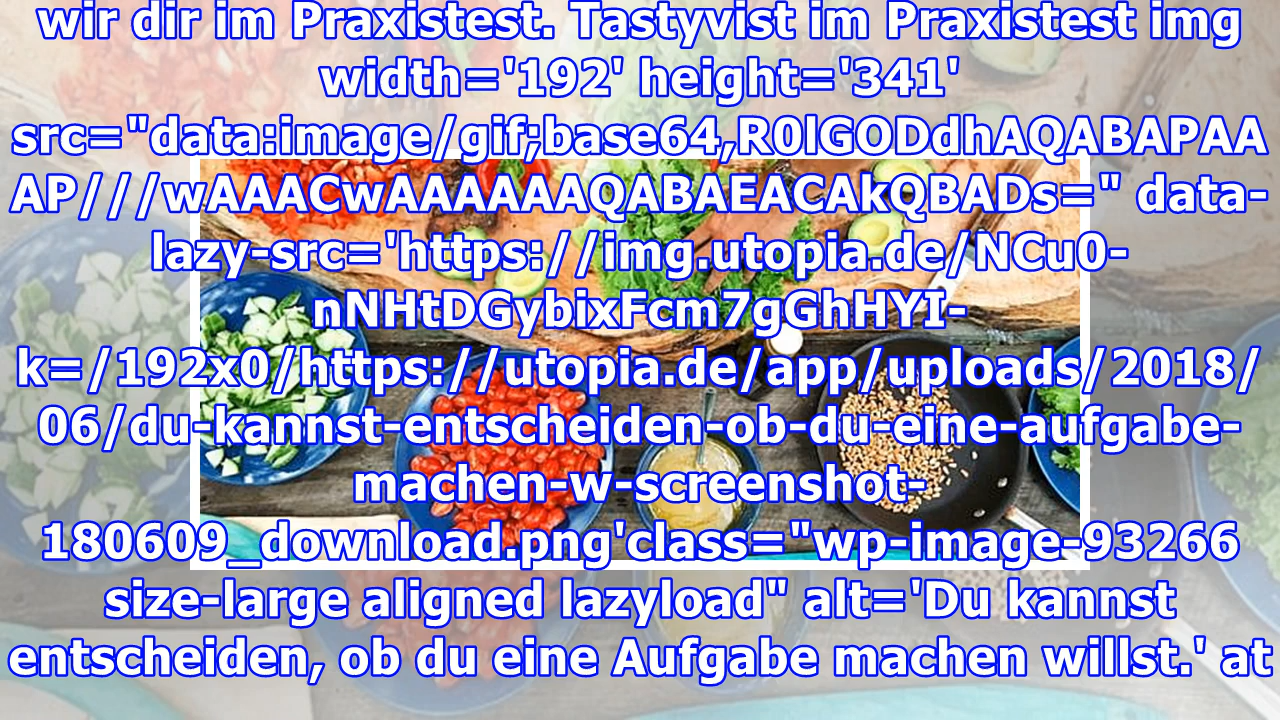 wir dir im Praxistest. Tastyvist im Praxistest img
width='192' height='341'
src="data:image/gif;base64,R0lGODdhAQABAPAA
AP///wAAACwAAAAAAQABAEACAkQBADs=" data-
lazy-src='https://img.utopia.de/NCu0-
nNHtDGybixFcm7gGhHYI-
k=/192x0/https://utopia.de/app/uploads/2018/
06/du-kannst-entscheiden-ob-du-eine-aufgabe-
machen-w-screenshot-
180609_download.png'class="wp-image-93266
size-large aligned lazyload" alt='Du kannst
entscheiden, ob du eine Aufgabe machen willst.' at